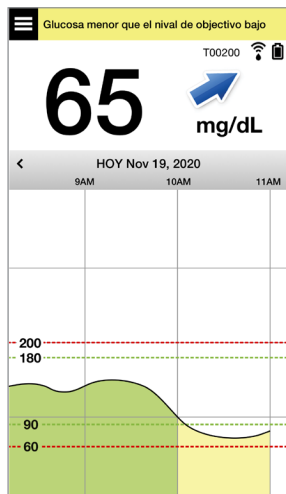 Glucosa menor que el nival de objectivo bajo
T00200
65
mg/dL
< HOY Nov 19, 2020
9AM 10AM 11AM
200
180
90
60